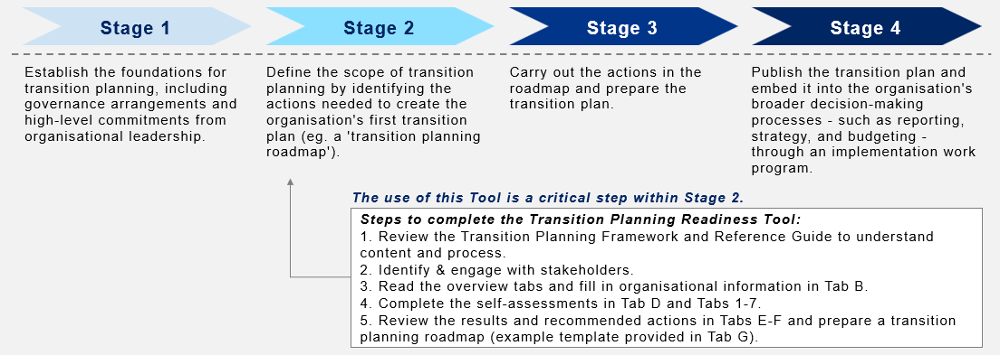 Stage 1
Stage 2
Stage 3
Stage 4
Establish the foundations for
transition planning, including
governance arrangements and
high-level commitments from
organisational leadership.
Define the scope of transition
planning by identifying the
actions needed to create the
organisation's first transition
plan (eg. a 'transition planning
roadmap').
Carry out the actions in the
roadmap and prepare the
transition plan.
Publish the transition plan and
embed it into the organisation's
broader decision-making
processes - such as reporting,
strategy, and budgeting -
through an implementation work
program.
The use of this Tool is a critical step within Stage 2.
Steps to complete the Transition Planning Readiness Tool:
1. Review the Transition Planning Framework and Reference Guide to understand
content and process.
2. Identify & engage with stakeholders.
3. Read the overview tabs and fill in organisational information in Tab B.
4. Complete the self-assessments in Tab D and Tabs 1-7.
5. Review the results and recommended actions in Tabs E-F and prepare a transition
planning roadmap (example template provided in Tab G).